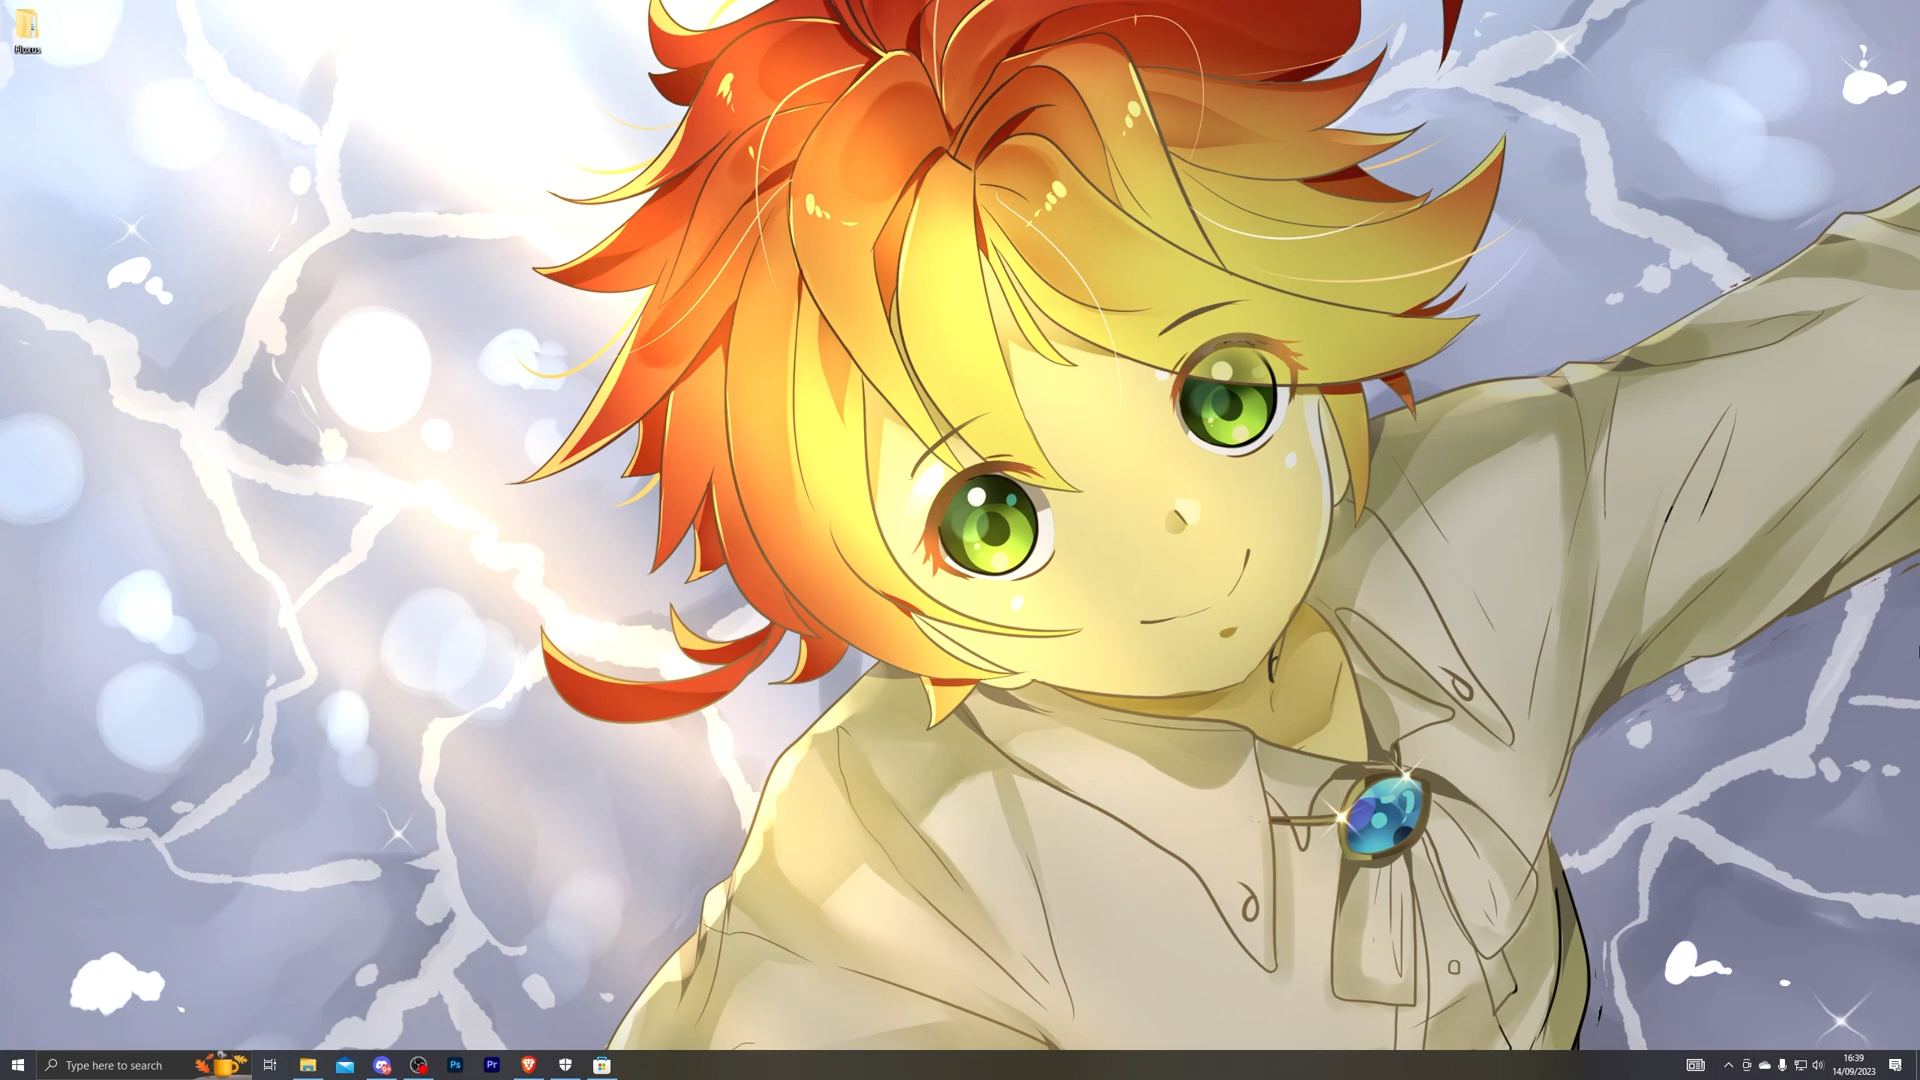 Fluxus
Type here to search
Ps
Pr
16:39
14/09/2023